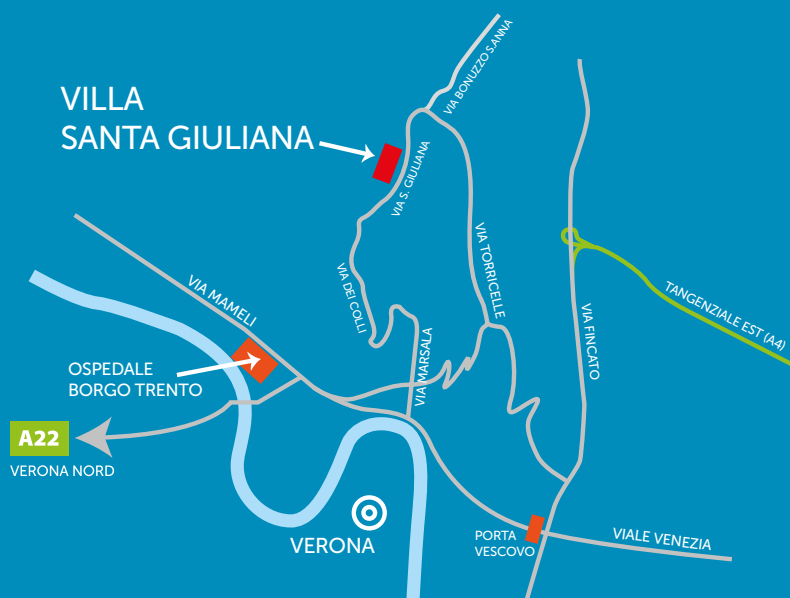 VIA BONUZZO S.ANNA
VILLA
SANTA GIULIANA
VIA S. GIULIANA
VIA TORRICELLE
VIA DEI COLLI
VIA MAMELI
TANGENZIALE EST (A4)
VIA FINCATO
VIA MARSALA
OSPEDALE
BORGO TRENTO
A22
VERONA NORD
VERONA
PORTA
VESCOVO
VIALE VENEZIA